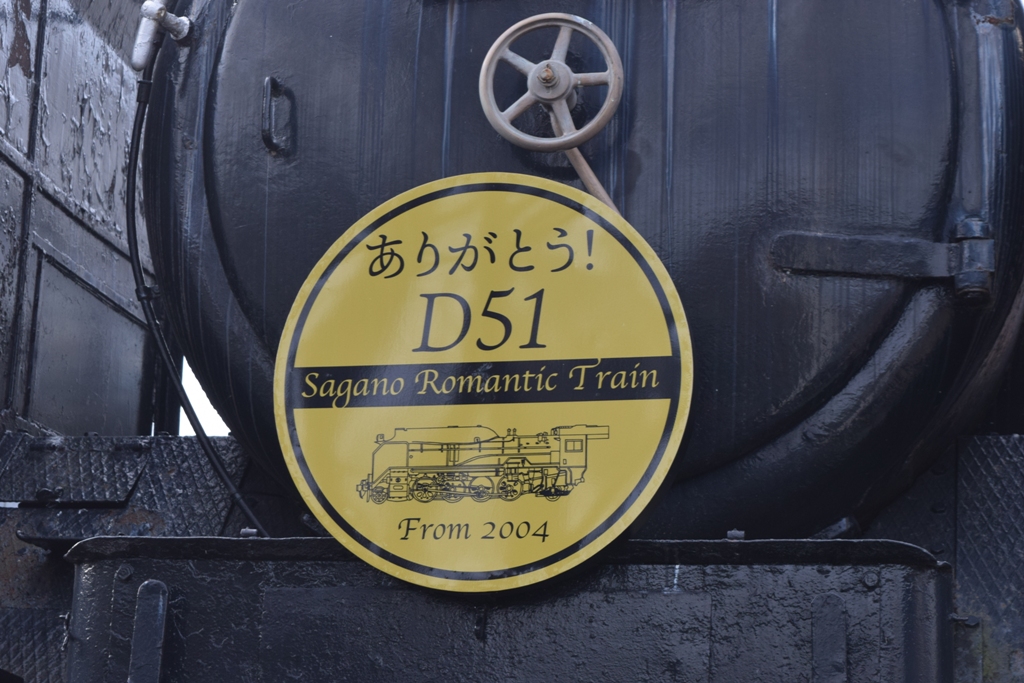 ありがとう!
D51
Sagano Romantic Train
From 2004